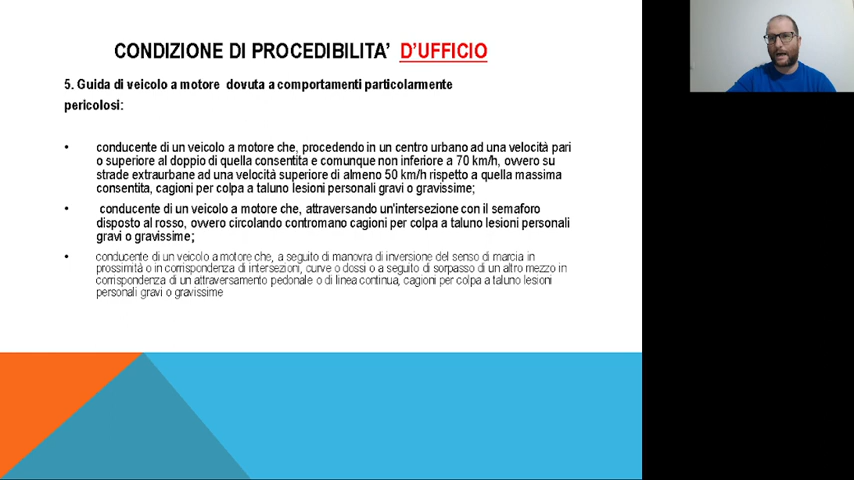 CONDIZIONE DI PROCEDIBILITA' D'UFFICIO
5. Guida di veicolo a motore dovuta a comportamenti particolarmente
pericolosi:
• conducente di un veicolo a motore che, procedendo in un centro urbano ad una velocità pari
o superiore al doppio di quella consentita e comunque non inferiore a 70 km/h, ovvero su
strade extraurbane ad una velocità superiore di almeno 50 km/h rispetto a quella massima
consentita, cagioni per colpa a taluno lesioni personali gravi o gravissime;
• conducente di un veicolo a motore che, attraversando un'intersezione con il semaforo
disposto al rosso, ovvero circolando contromano cagioni per colpa a taluno lesioni personali
gravi o gravissime;
• conducente di un veicolo a motore che, a seguito di manovra di inversione del senso di marcia in
prossimità o in corrispondenza di intersezioni, curve o dossi o a seguito di sorpasso di un altro mezzo in
corrispondenza di un attraversamento pedonale o di linea continua, cagioni per colpa a taluno lesioni
personali gravi o gravissime